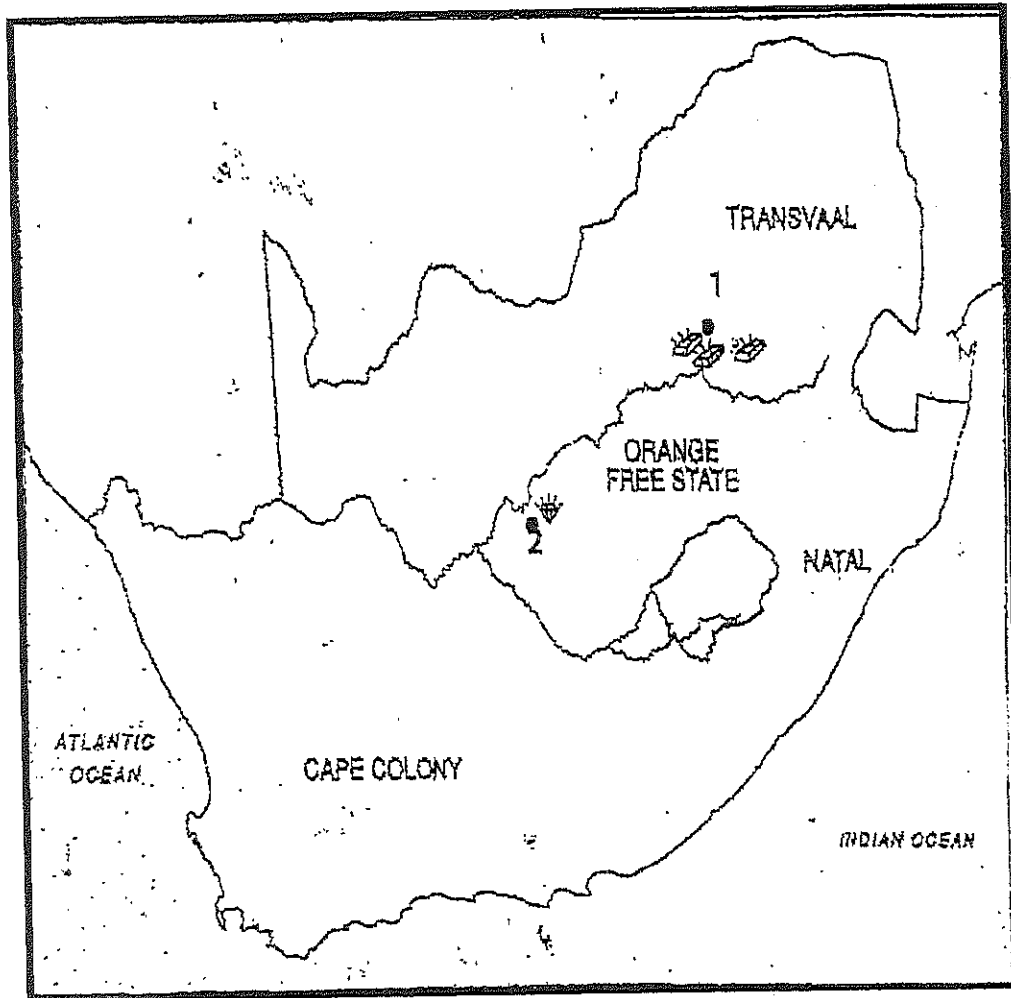 TRANSVAAL
1
ORANGE
FREE STATE
2
NATAL
ATLANTIC
OCEAN
CAPE COLONY
INDIAN OCEAN